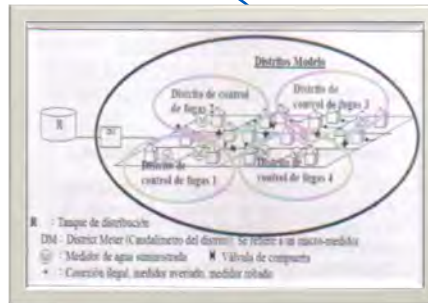 Distritos Modelo
Distrito de control
de fugas 2
Distrito de
control de fugas 3
R
Distrito de
control de fugas 1
Distrito de
control de fugas 4
R : Tanque de distribución
DM : District Meter (Caudalímetro del distrito). Se refiere a un macro-medidor
: Medidor de agua suministrada : Válvula de compuerta
* : Conexión ilegal, medidor averiado, medidor robado